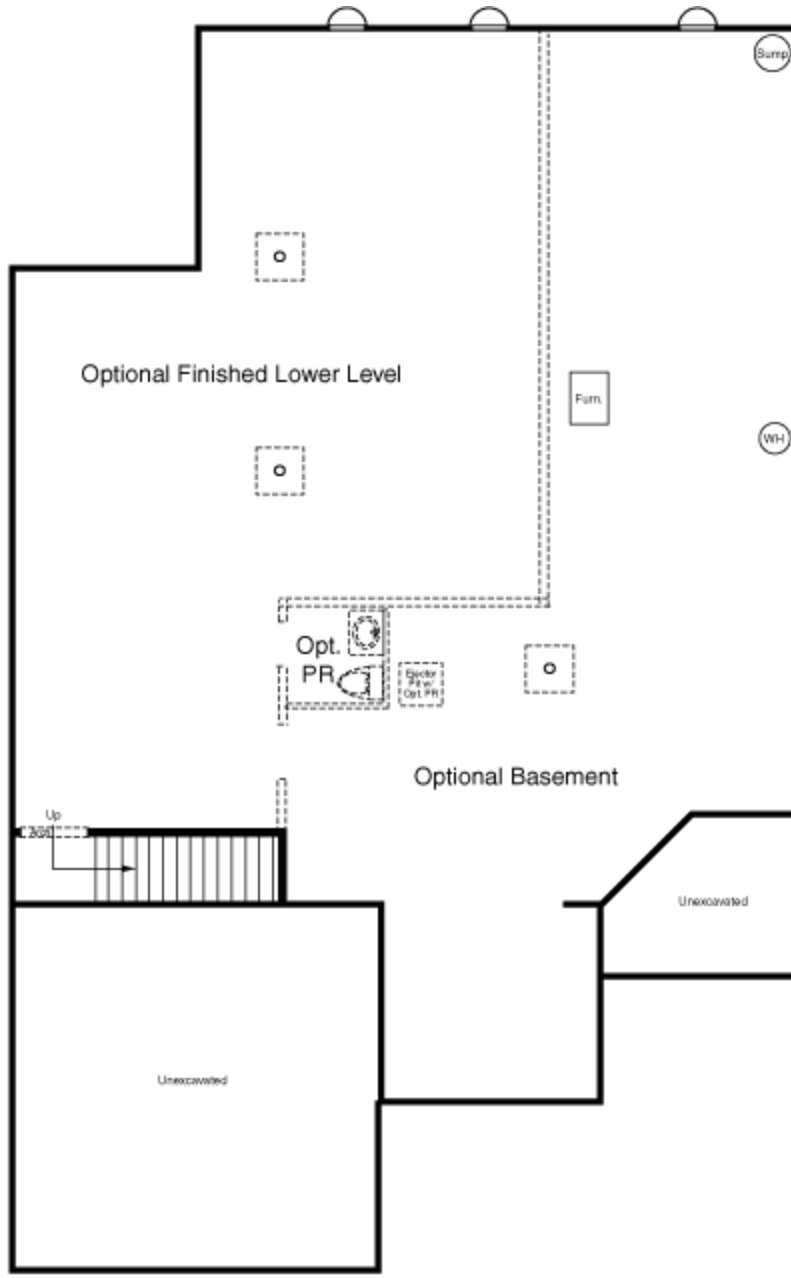 Sump
Optional Finished Lower Level
Furn.
WH
Opt.
PR
Ejector
Pit w/
Opt. PR
Optional Basement
Up
Unexcavated
Unexcavated